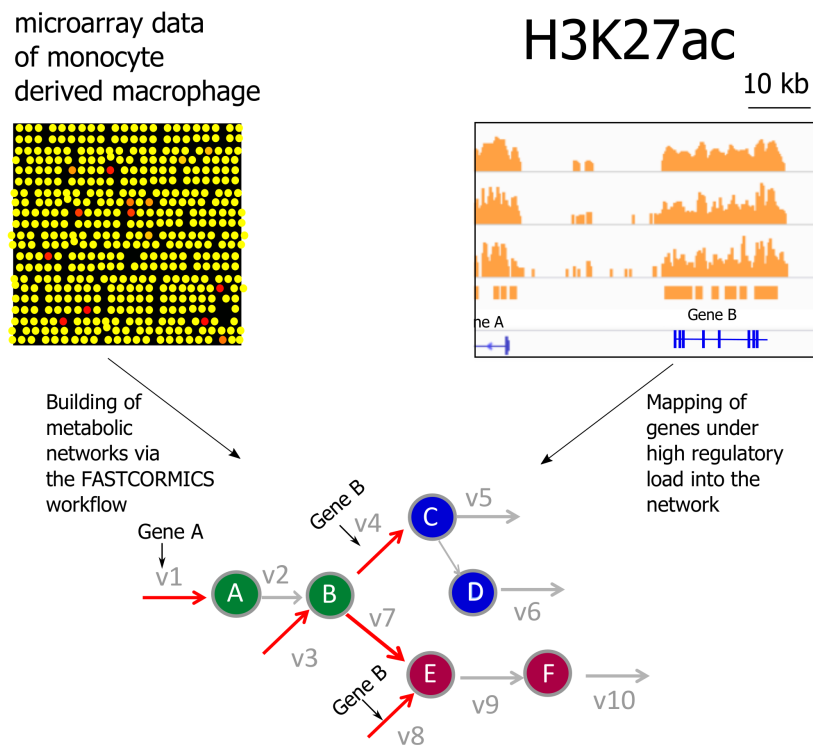 microarray data
of monocyte
derived macrophage
H3K27ac
10 kb
ne A
Gene B
Building of
metabolic
networks via
the FASTCORMICS
workflow
Mapping of
genes under
high regulatory
load into the
network
Gene A
v1
A
v2
B
v3
Gene B
v4
C
v5
D
v6
v7
E
Gene B
v8
v9
F
v10